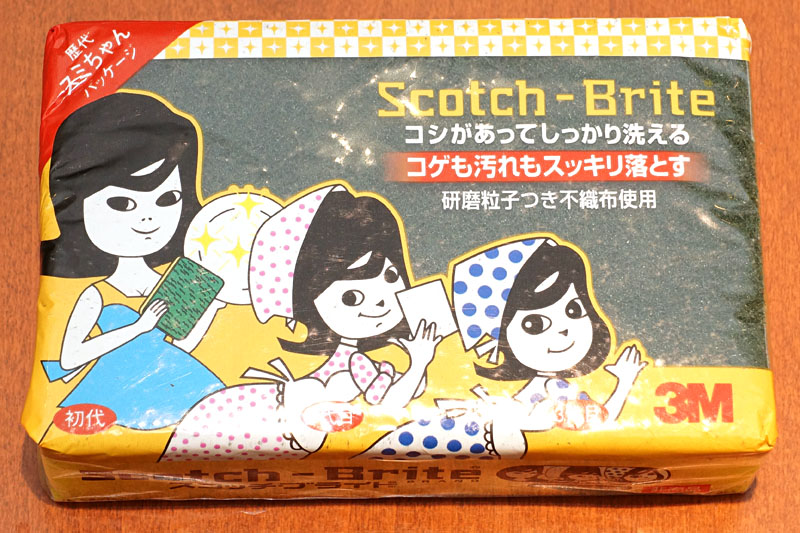 歴代
スミちゃん
パッケージ
Scotch-Brite
コシがあってしっかり洗える
コゲも汚れもスッキリ落とす
研磨粒子つき不織布使用
初代
目
3M
Scotch-Brite